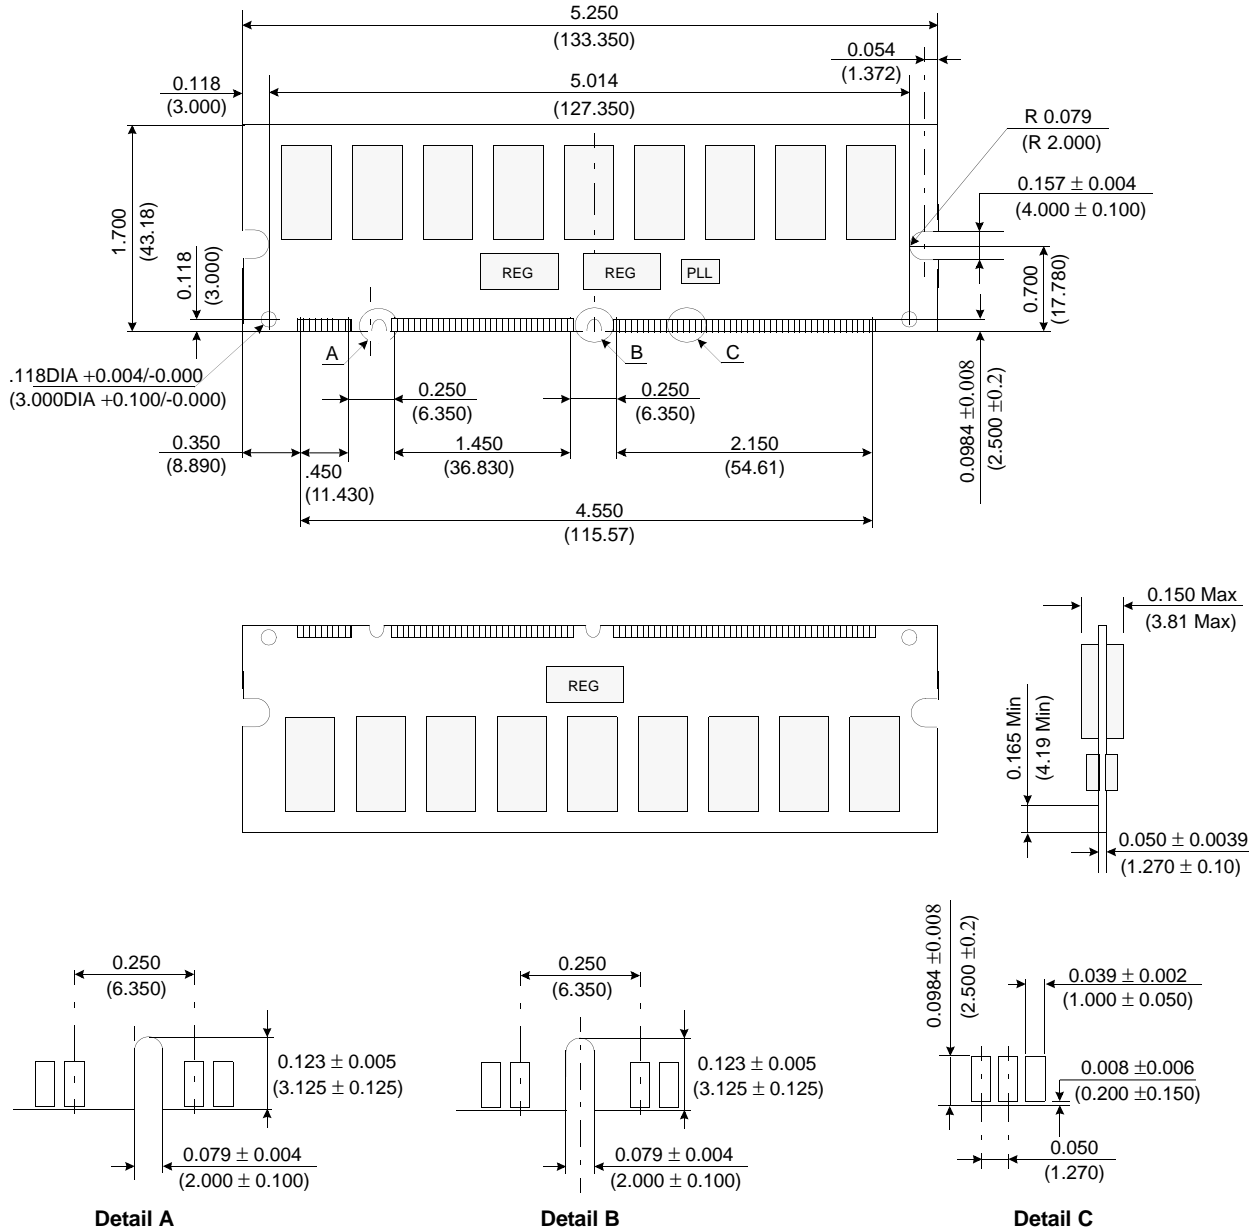 5.250
(133.350)
0.054
(1.372)
0.118
(3.000)
5.014
(127.350)
R 0.079
(R 2.000)
0.157 ± 0.004
(4.000 ± 0.100)
1.700
(43.18)
0.118
(3.000)
REG
REG
PLL
0.700
(17.780)
A
B
C
.118DIA +0.004/-0.000
(3.000DIA +0.100/-0.000)
0.250
(6.350)
0.250
(6.350)
0.0984 ±0.008
(2.500 ±0.2)
0.350
(8.890)
.450
(11.430)
1.450
(36.830)
2.150
(54.61)
4.550
(115.57)
0.150 Max
(3.81 Max)
REG
0.165 Min
(4.19 Min)
0.050 ± 0.0039
(1.270 ± 0.10)
0.250
(6.350)
0.123 ± 0.005
(3.125 ± 0.125)
0.079 ± 0.004
(2.000 ± 0.100)
Detail A
0.250
(6.350)
0.123 ± 0.005
(3.125 ± 0.125)
0.079 ± 0.004
(2.000 ± 0.100)
Detail B
0.0984 ±0.008
(2.500 ±0.2)
0.039 ± 0.002
(1.000 ± 0.050)
0.008 ±0.006
(0.200 ±0.150)
0.050
(1.270)
Detail C